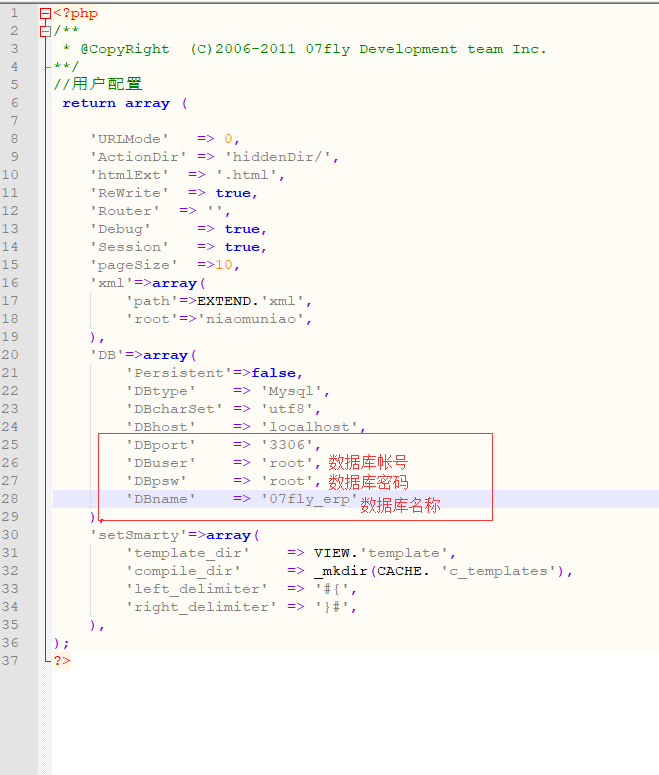 1 <?php
2 /**
3  * @CopyRight  (C)2006-2011 07fly Development team Inc.
4 **/
5 //用户配置
6  return array (
7
8     'URLMode'   => 0,
9     'ActionDir' => 'hiddenDir/',
10     'htmlExt'  => '.html',
11     'ReWrite'  => true,
12     'Router'  => '',
13     'Debug'     => true,
14     'Session'   => true,
15     'pageSize'  =>10,
16     'xml'=>array(
17         'path'=>EXTEND.'xml',
18         'root'=>'niaomuniao',
19     ),
20     'DB'=>array(
21         'Persistent'=>false,
22         'DBtype'    => 'Mysql',
23         'DBcharSet' => 'utf8',
24         'DBhost'    => 'localhost',
25         'DBport'    => '3306',
26         'DBuser'    => 'root', 数据库帐号
27         'DBpsw'     => 'root', 数据库密码
28         'DBname'    => '07fly_erp' 数据库名称
29     ),
30     'setSmarty'=>array(
31         'template_dir'    => VIEW.'template',
32         'compile_dir'     => _mkdir(CACHE. 'c_templates'),
33         'left_delimiter'  => '#{',
34         'right_delimiter' => '}#',
35     ),
36 );
37 ?>